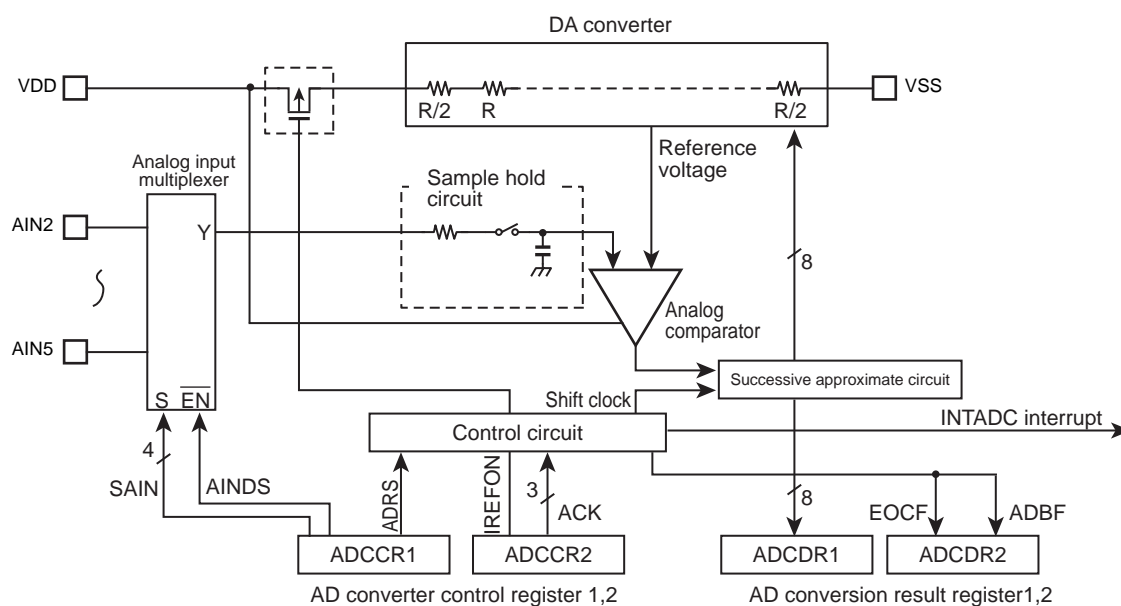 DA converter
VDD
R/2
R
R/2
VSS
Reference
voltage
Analog input
multiplexer
Sample hold
circuit
AIN2
Y
8
Analog
comparator
AIN5
Successive approximate circuit
S
EN
Shift clock
INTADC interrupt
Control circuit
4
SAIN
AINDS
ADRS
IREFON
3
ACK
8
EOCF
ADBF
ADCCR1
ADCCR2
ADCDR1
ADCDR2
AD converter control register 1,2
AD conversion result register1,2